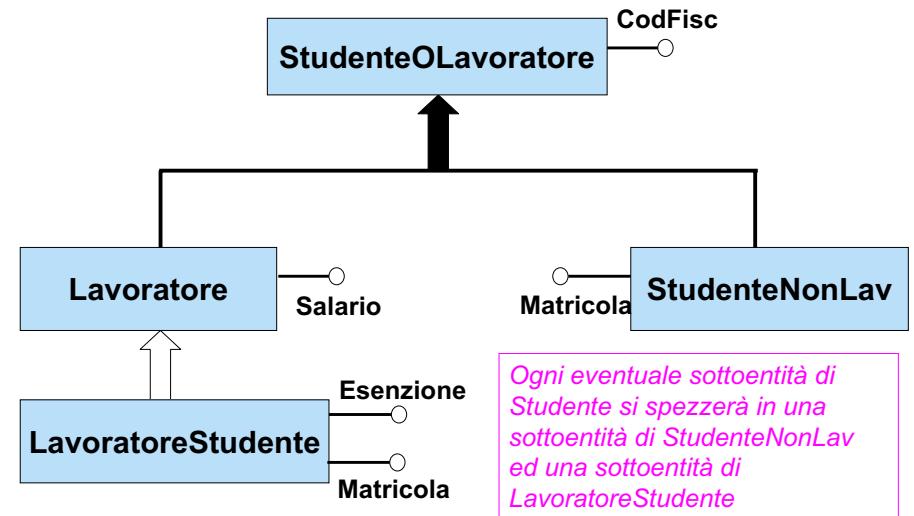 CodFisc
StudenteOLavoratore
Lavoratore
Salario
Matricola
StudenteNonLav
Esenzione
LavoratoreStudente
Matricola
Ogni eventuale sottoentità di
Studente si spezzerà in una
sottoentità di StudenteNonLav
ed una sottoentità di
LavoratoreStudente